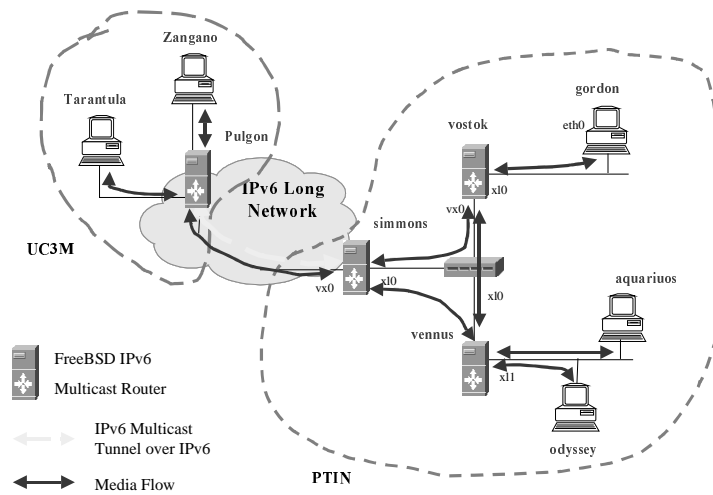 Zangano
Tarantula
Pulgon
IPv6 Long
Network
UC3M
gordon
vostok
eth0
xl0
vx0
simmons
vx0
xl0
xl0
aquariuos
vennus
xl1
odyssey
PTIN
FreeBSD IPv6
Multicast Router
IPv6 Multicast
Tunnel over IPv6
Media Flow